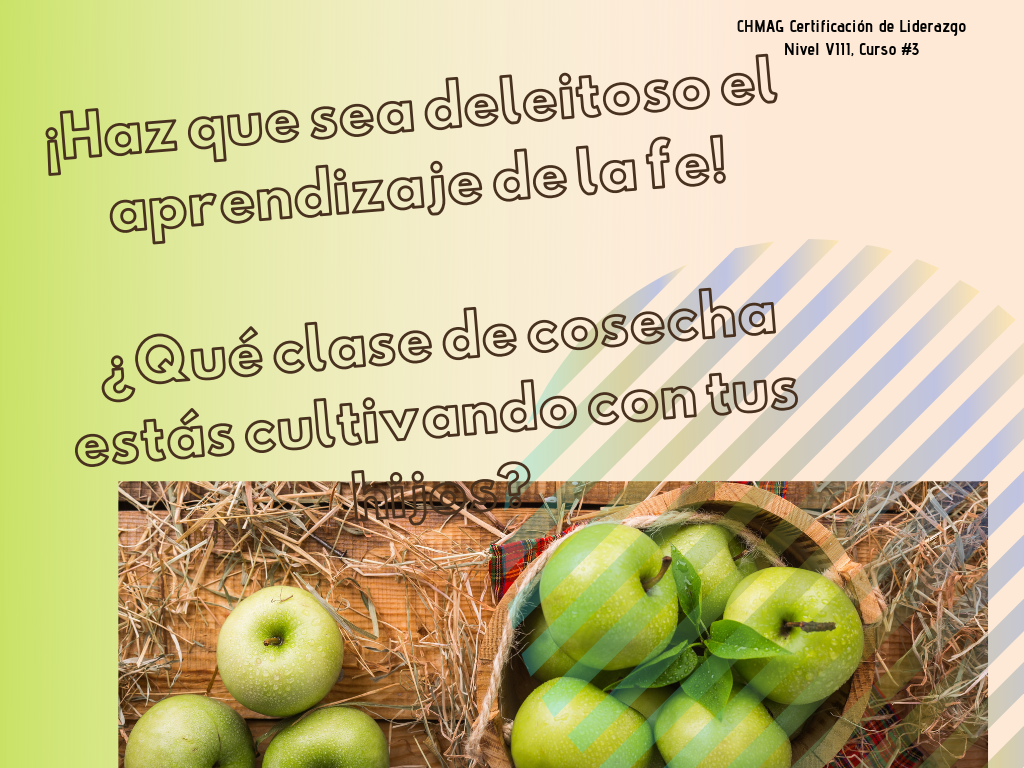 CHMAG Certificación de Liderazgo
Nivel V111, Curso #3
¡Haz que sea deleitoso el
aprendizaje de la fe!
¿Qué clase de cosecha
estás cultivando con tus
hijos?